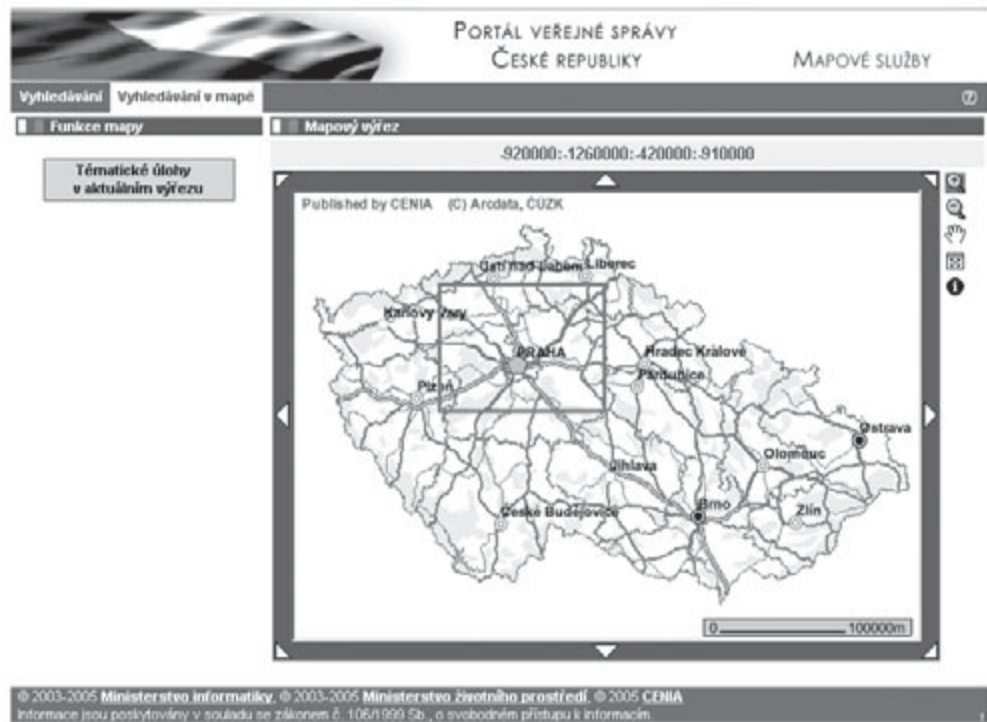 PORTÁL VEŘEJNÉ SPRÁVY
ČESKÉ REPUBLIKY
MAPOVÉ SLUŽBY
Vyhledávání
Vyhledávání v mapě
Funkce mapy
Mapový výřez
Tématické úlohy
v aktuálním výřezu
-920000:-1260000:-420000:-910000
Published by CENIA (C) Arcdata, ČÚZK
Ústí nad Labem
Liberec
Karlovy Vary
PRAHA
Hradec Králové
Pardubice
Plzeň
Ostrava
Olomouc
Jihlava
Brno
Zlín
České Budějovice
0 100000m
© 2003-2005 Ministerstvo informatiky, © 2003-2005 Ministerstvo životního prostředí, © 2005 CENIA
Informace jsou poskytovány v souladu se zákonem č. 106/1999 Sb., o svobodném přístupu k informacím.